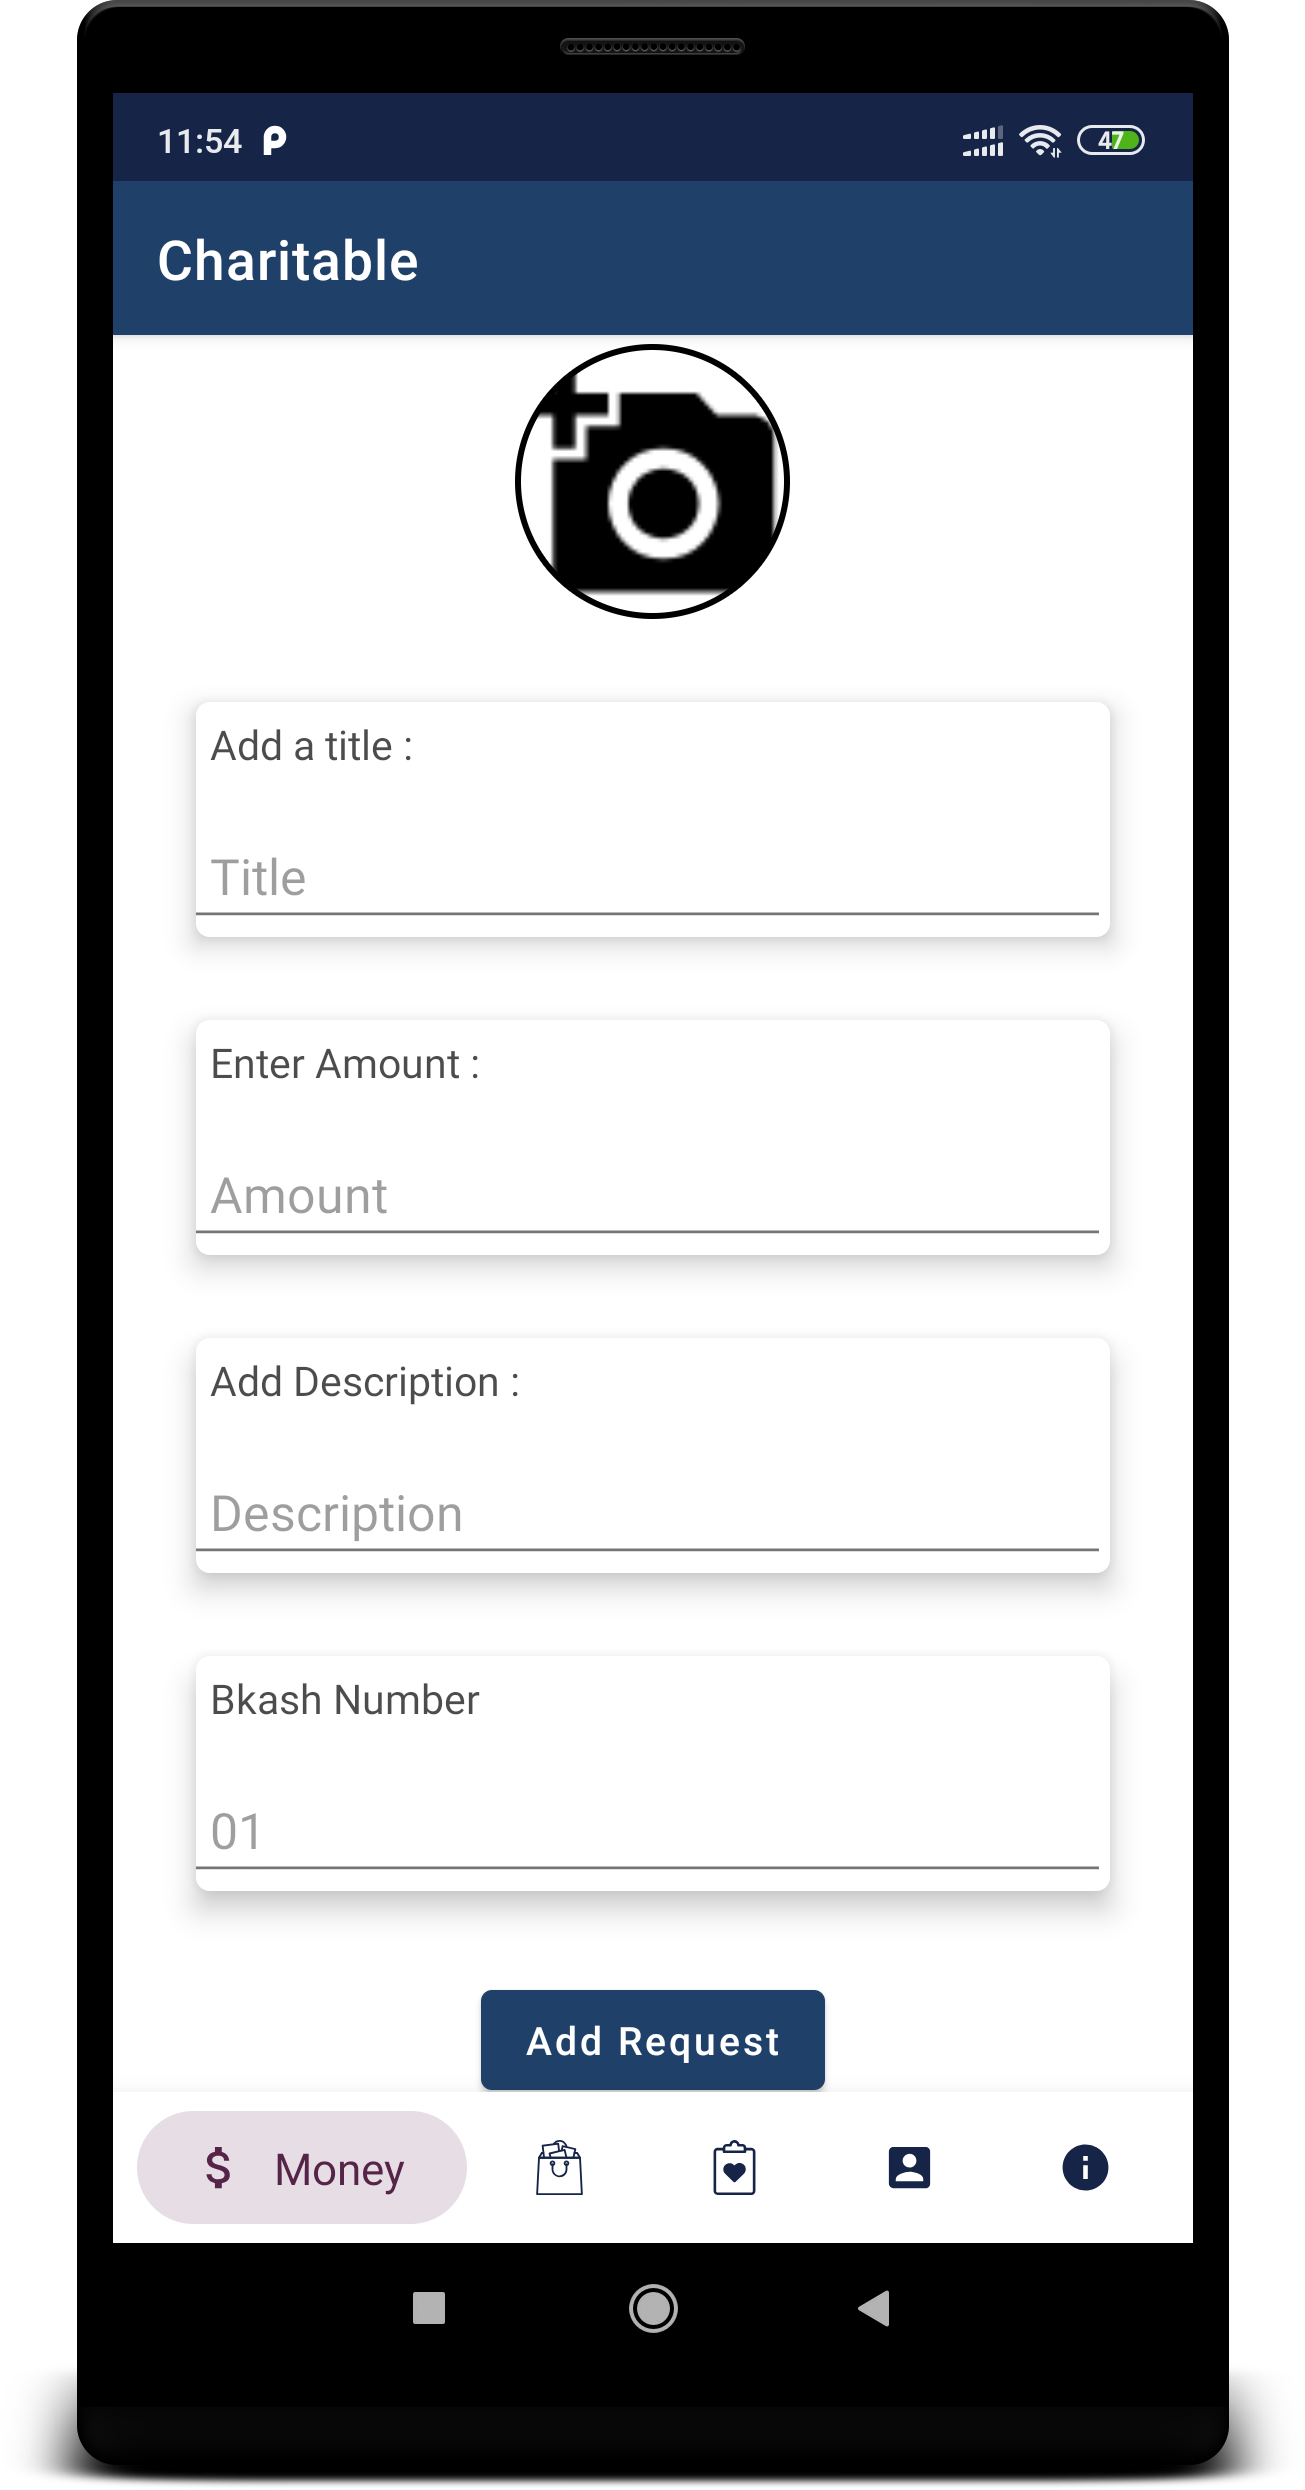 11:54
47
Charitable
Add a title :
Title
Enter Amount :
Amount
Add Description :
Description
Bkash Number
01
Add Request
$ Money